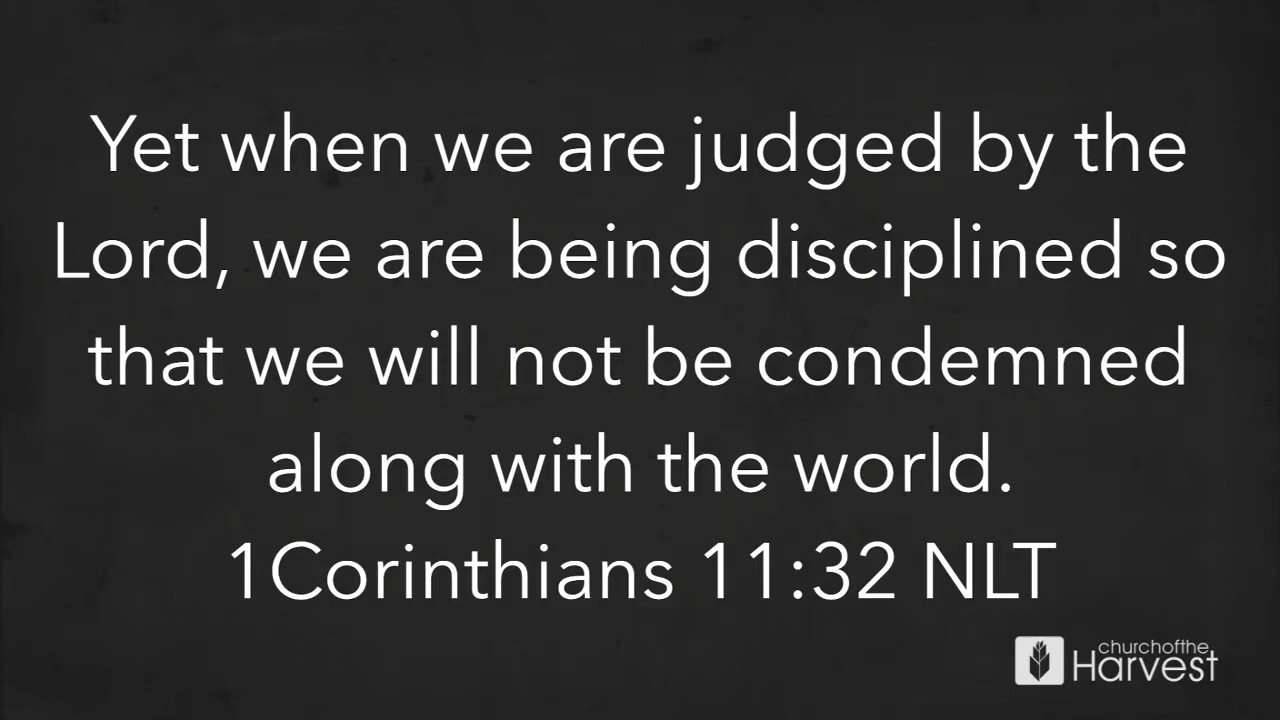 Yet when we are judged by the
Lord, we are being disciplined so
that we will not be condemned
along with the world.
1Corinthians 11:32 NLT
churchofthe
Harvest